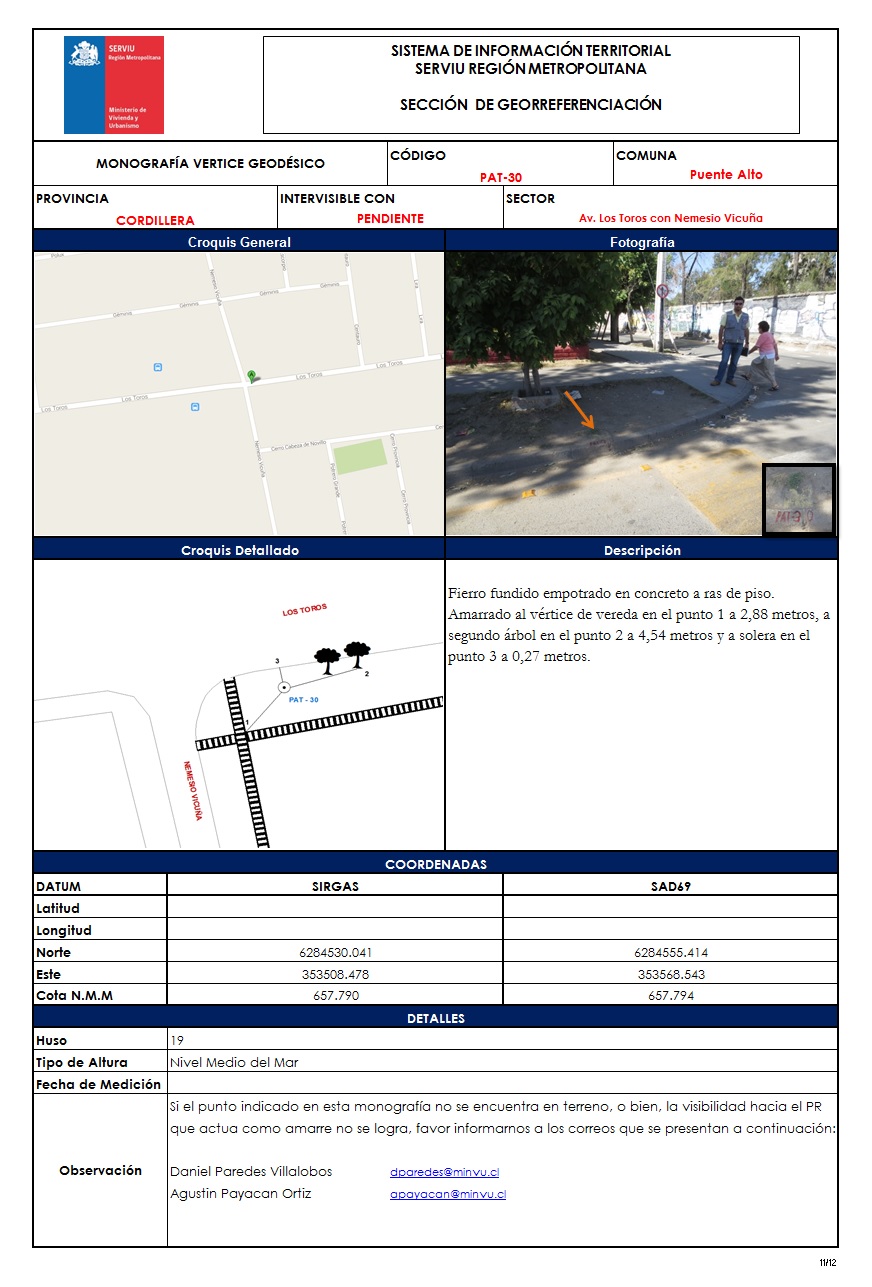 SERVIU
Región Metropolitana
Ministerio de
Vivienda y
Urbanismo
SISTEMA DE INFORMACIÓN TERRITORIAL
SERVIU REGIÓN METROPOLITANA
SECCIÓN DE GEORREFERENCIACIÓN
MONOGRAFÍA VERTICE GEODÉSICO
CÓDIGO
PAT-30
COMUNA
Puente Alto
PROVINCIA
CORDILLERA
INTERVISIBLE CON
PENDIENTE
SECTOR
Av. Los Toros con Nemesio Vicuña
Croquis General
Fotografía
Géminis
Géminis
Géminis
Nemesio Vicuña
Centauro
Lira
Lira
Los Toros
Los Toros
Los Toros
Los Toros
A
Nemesio Vicuña
Cerro Cabeza de Novillo
Potrero Grande
Cerro Provincial
Cerro Provincial
PAT-30
Croquis Detallado
Descripción
LOS TOROS
3
2
PAT - 30
1
NEMESIO VICUÑA
Fierro fundido empotrado en concreto a ras de piso.
Amarrado al vértice de vereda en el punto 1 a 2,88 metros, a
segundo árbol en el punto 2 a 4,54 metros y a solera en el
punto 3 a 0,27 metros.
COORDENADAS
DATUM SIRGAS SAD69
Latitud
Longitud
Norte 6284530.041 6284555.414
Este 353508.478 353568.543
Cota N.M.M 657.790 657.794
DETALLES
Huso 19
Tipo de Altura Nivel Medio del Mar
Fecha de Medición
Observación
Si el punto indicado en esta monografía no se encuentra en terreno, o bien, la visibilidad hacia el PR
que actua como amarre no se logra, favor informarnos a los correos que se presentan a continuación:
Daniel Paredes Villalobos dparedes@minvu.cl
Agustin Payacan Ortiz apayacan@minvu.cl
11/12